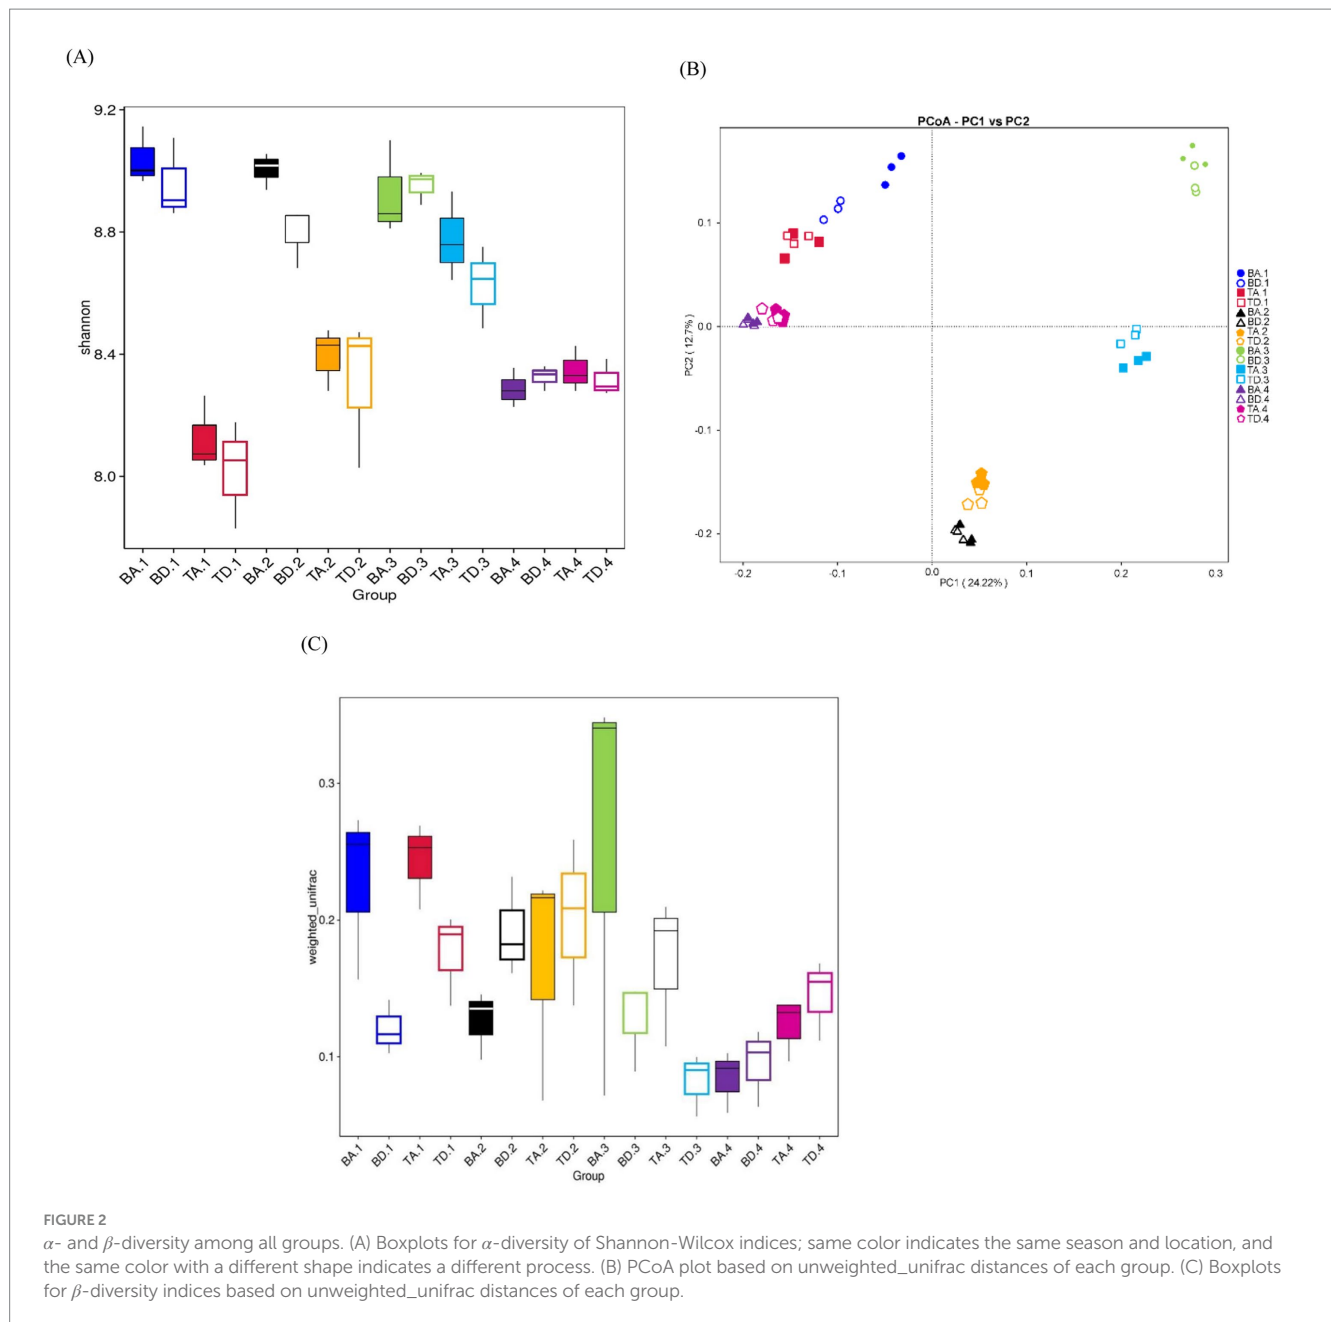 (A)
9.2
8.8
8.4
8.0
shannon
BA.1 BD.1 TA.1 TD.1 BA.2 BD.2 TA.2 TD.2 BA.3 BD.3 TA.3 TD.3 BA.4 BD.4 TA.4 TD.4
Group
(B)
PCoA - PC1 vs PC2
0.1
0.0
-0.1
-0.2
PC2 ( 12.7%)
-0.2 -0.1 0.0 0.1 0.2 0.3
PC1 ( 24.22%)
BA.1
BD.1
TA.1
TD.1
BA.2
BD.2
TA.2
TD.2
BA.3
BD.3
TA.3
TD.3
BA.4
BD.4
TA.4
TD.4
(C)
0.3
0.2
0.1
weighted_unifrac
BA.1 BD.1 TA.1 TD.1 BA.2 BD.2 TA.2 TD.2 BA.3 BD.3 TA.3 TD.3 BA.4 BD.4 TA.4 TD.4
Group
FIGURE 2
α- and β-diversity among all groups. (A) Boxplots for α-diversity of Shannon-Wilcox indices; same color indicates the same season and location, and
the same color with a different shape indicates a different process. (B) PCoA plot based on unweighted_unifrac distances of each group. (C) Boxplots
for β-diversity indices based on unweighted_unifrac distances of each group.